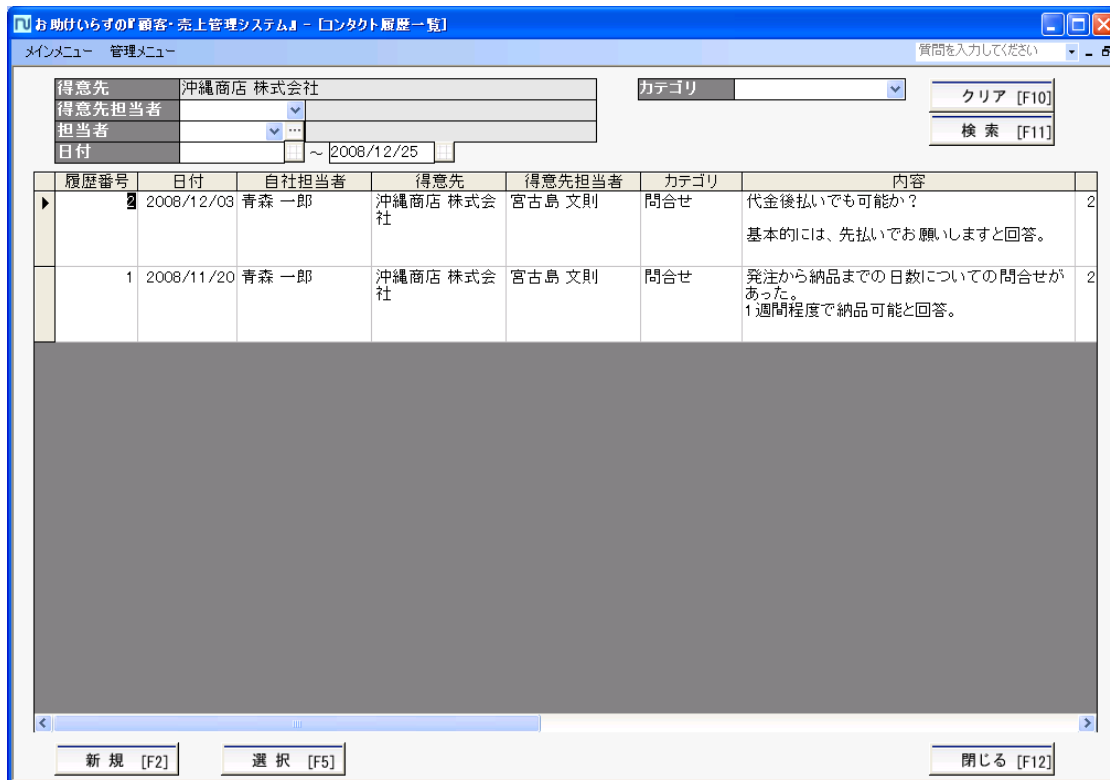 お助けいらずの『顧客・売上管理システム』 - [コンタクト履歴一覧]
メインメニュー 管理メニュー 質問を入力してください
得意先 沖縄商店 株式会社 カテゴリ クリア [F10]
得意先担当者
担当者 ... 検索 [F11]
日付 ～ 2008/12/25
履歴番号 日付 自社担当者 得意先 得意先担当者 カテゴリ 内容
2 2008/12/03 青森 一郎 沖縄商店 株式会 宮古島 文則 問合せ 代金後払いでも可能か？ 2
社
基本的には、先払いでお願いしますと回答。
1 2008/11/20 青森 一郎 沖縄商店 株式会 宮古島 文則 問合せ 発注から納品までの日数についての問合せが 2
社 あった。
1週間程度で納品可能と回答。
新規 [F2] 選択 [F5] 閉じる [F12]